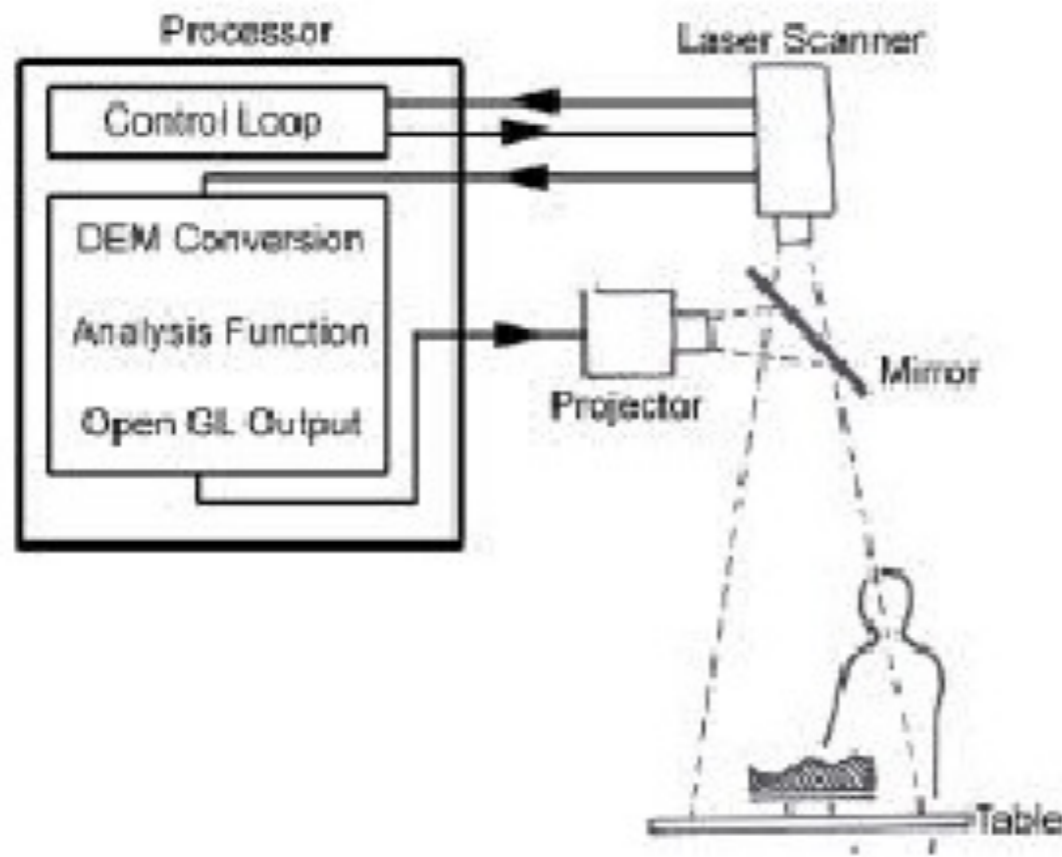 Processor
Laser Scanner
Control Loop
DEM Conversion
Analysis Function
Open GL Output
Projector
Mirror
Table